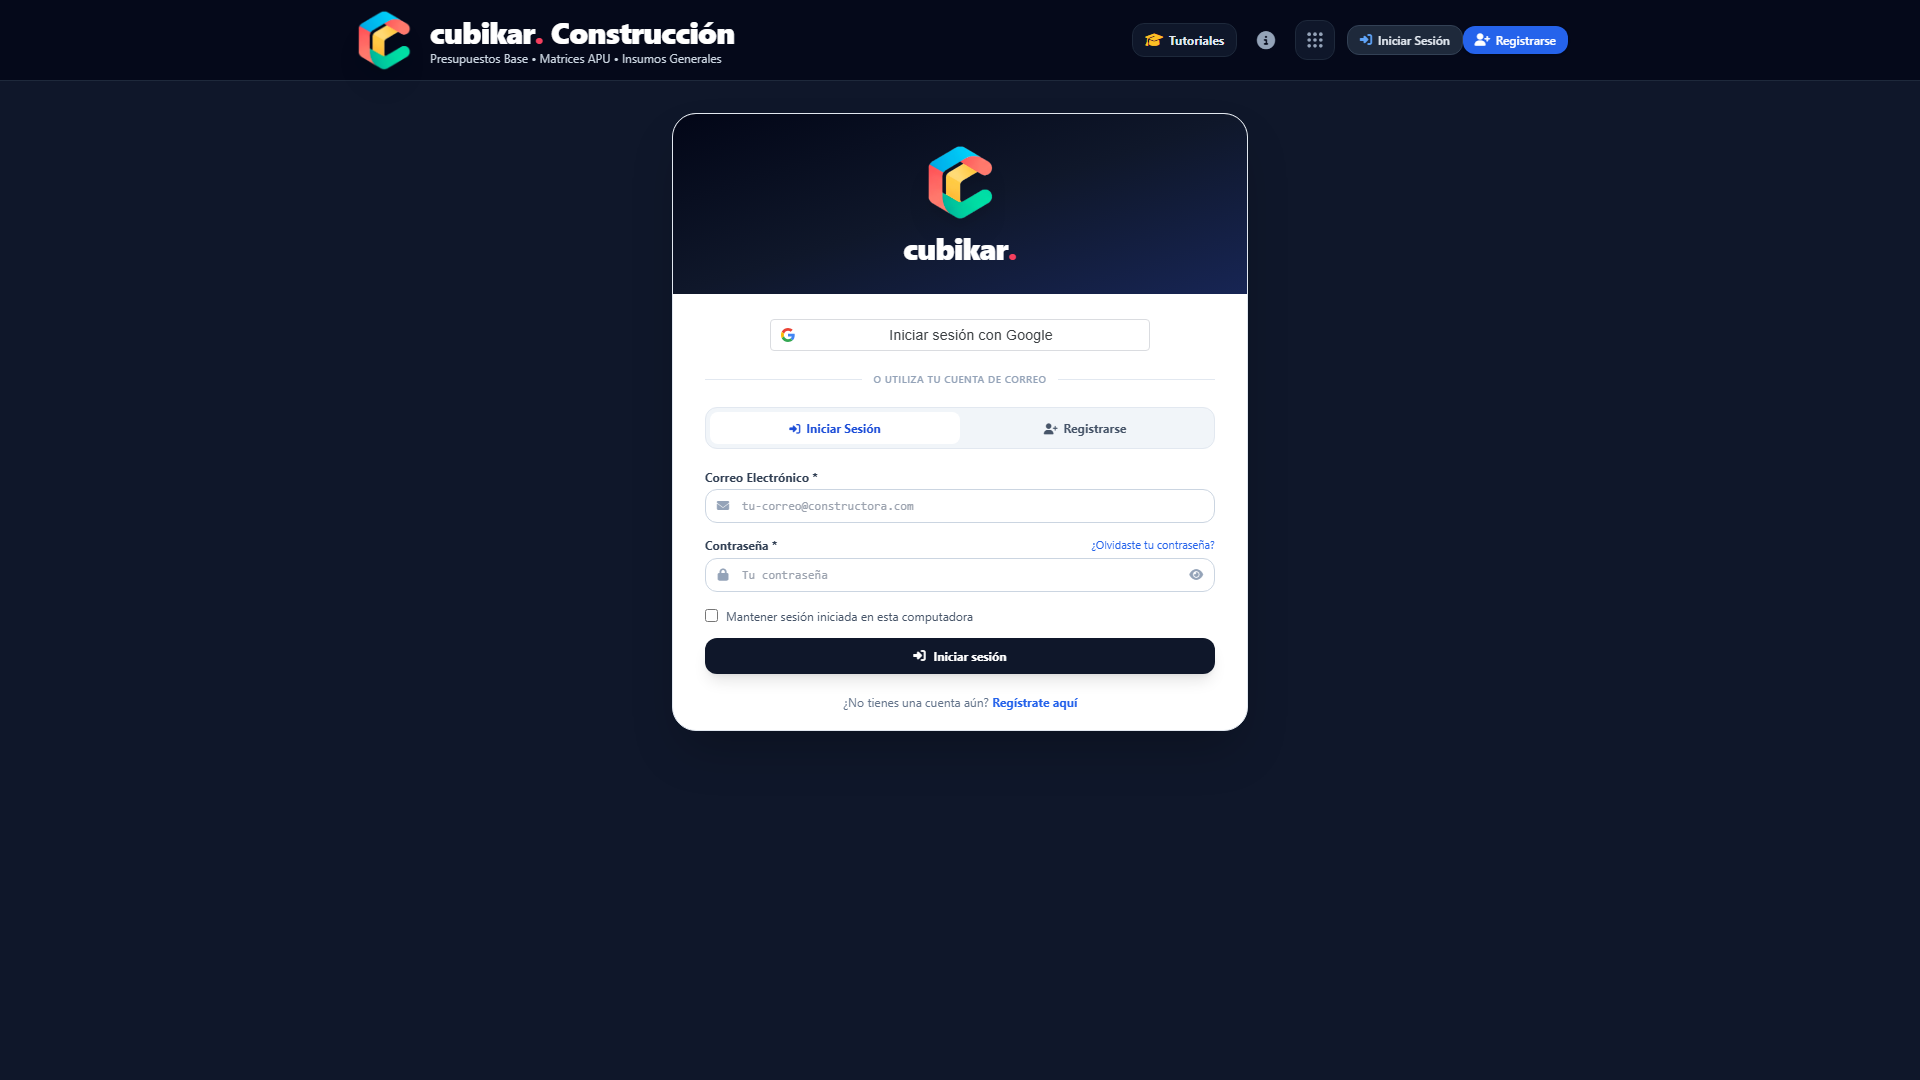 cubikar. Construcción
Presupuestos Base • Matrices APU • Insumos Generales
Tutoriales
Iniciar Sesión
Registrarse
cubikar.
Iniciar sesión con Google
O UTILIZA TU CUENTA DE CORREO
Iniciar Sesión
Registrarse
Correo Electrónico *
tu-correo@constructora.com
Contraseña *
¿Olvidaste tu contraseña?
Tu contraseña
Mantener sesión iniciada en esta computadora
Iniciar sesión
¿No tienes una cuenta aún? Regístrate aquí